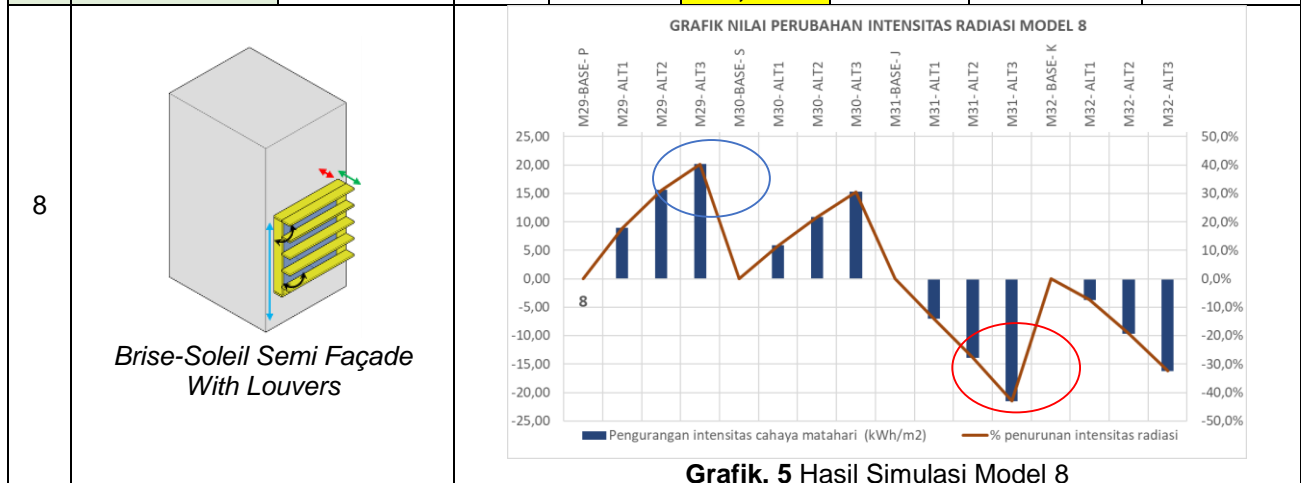 8
Brise-Soleil Semi Façade
With Louvers
GRAFIK NILAI PERUBAHAN INTENSITAS RADIASI MODEL 8
M29-BASE- P
M29- ALT1
M29- ALT2
M29- ALT3
M30-BASE- S
M30- ALT1
M30- ALT2
M30- ALT3
M31-BASE-J
M31- ALT1
M31- ALT2
M31- ALT3
M32- BASE- K
M32- ALT1
M32- ALT2
M32- ALT3
25,00
20,00
15,00
10,00
5,00
0,00
-5,00
-10,00
-15,00
-20,00
-25,00
8
50,0%
40,0%
30,0%
20,0%
10,0%
0,0%
-10,0%
-20,0%
-30,0%
-40,0%
-50,0%
Pengurangan intensitas cahaya matahari (kWh/m2)
% penurunan intensitas radiasi
Grafik. 5 Hasil Simulasi Model 8